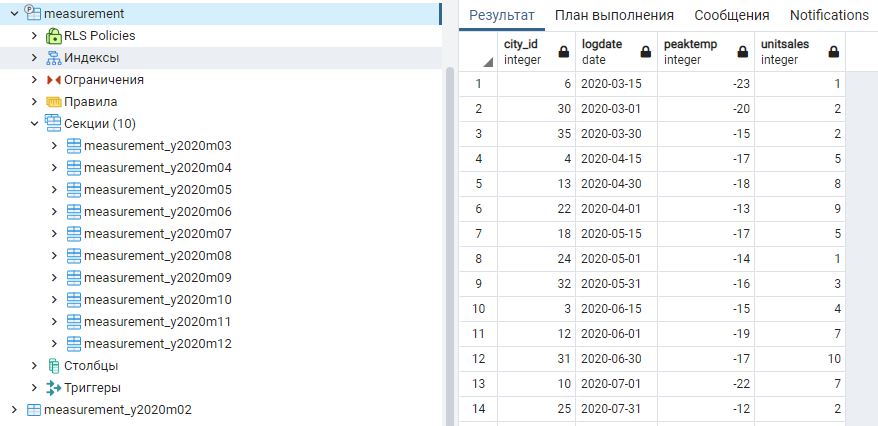 measurement
RLS Policies
Индексы
Ограничения
Правила
Секции (10)
measurement_y2020m03
measurement_y2020m04
measurement_y2020m05
measurement_y2020m06
measurement_y2020m07
measurement_y2020m08
measurement_y2020m09
measurement_y2020m10
measurement_y2020m11
measurement_y2020m12
Столбцы
Триггеры
measurement_y2020m02
Результат План выполнения Сообщения Notifications
city_id logdate peaktemp unitsales
integer date integer integer
1 6 2020-03-15 -23 1
2 30 2020-03-01 -20 2
3 35 2020-03-30 -15 2
4 4 2020-04-15 -17 5
5 13 2020-04-30 -18 8
6 22 2020-04-01 -13 9
7 18 2020-05-15 -17 5
8 24 2020-05-01 -14 1
9 32 2020-05-31 -16 3
10 3 2020-06-15 -15 4
11 12 2020-06-01 -19 7
12 31 2020-06-30 -17 10
13 10 2020-07-01 -22 7
14 25 2020-07-31 -12 2